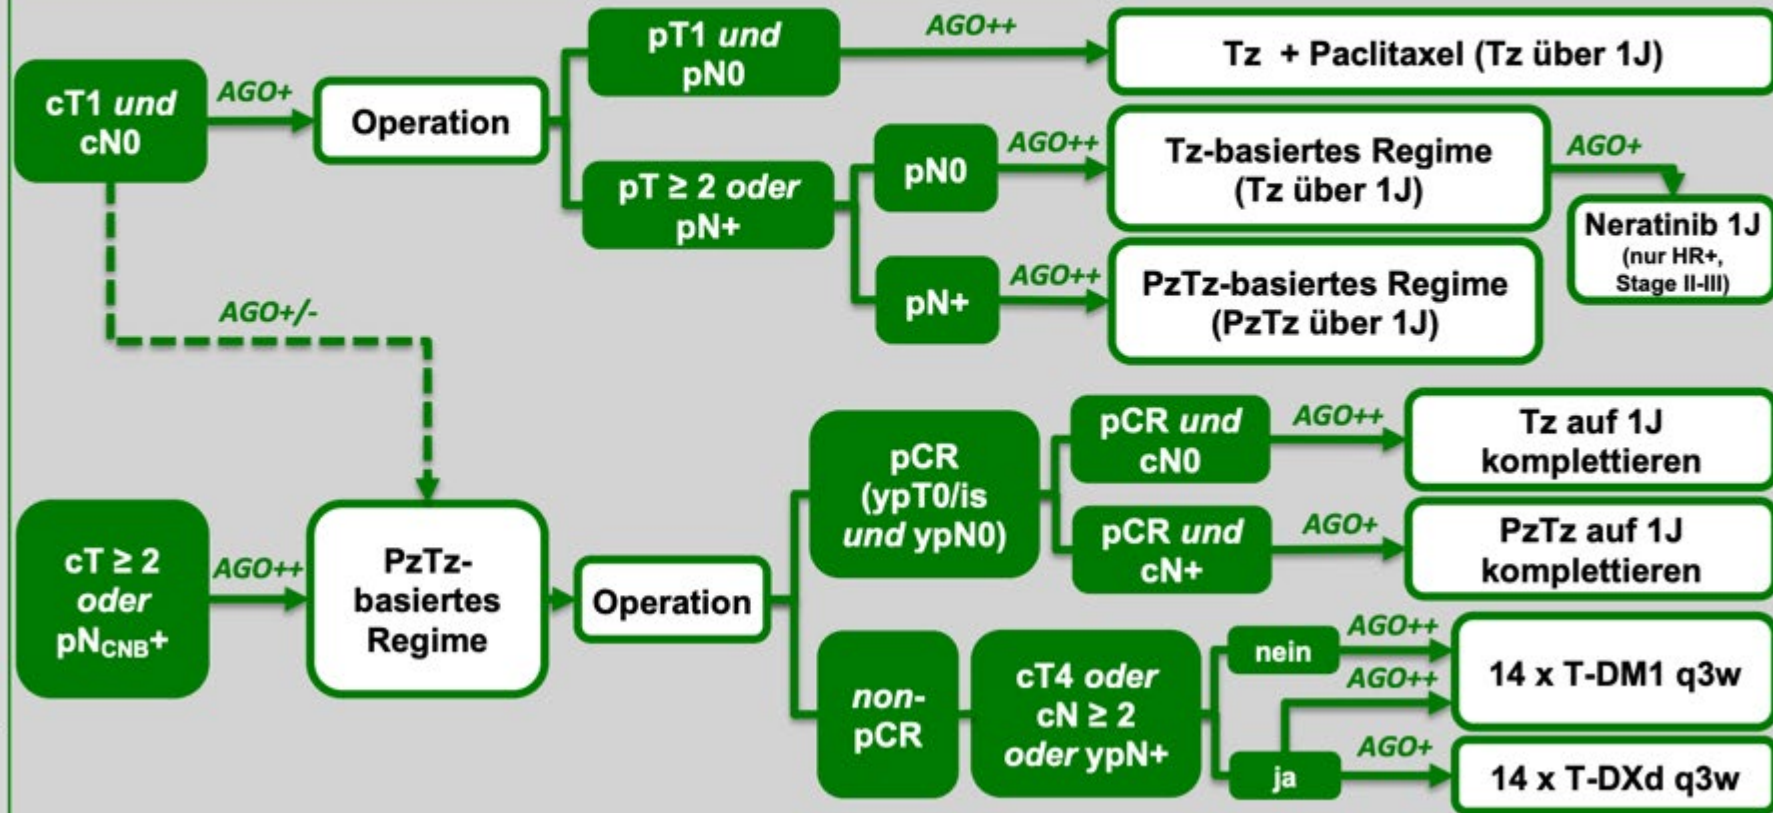 cT1 und
cN0
AGO+
Operation
pT1 und
pN0
AGO++
Tz + Paclitaxel (Tz über 1J)
pT ≥ 2 oder
pN+
pN0
AGO++
Tz-basiertes Regime
(Tz über 1J)
AGO+
Neratinib 1J
(nur HR+,
Stage II-III)
pN+
AGO++
PzTz-basiertes Regime
(PzTz über 1J)
AGO+/-
cT ≥ 2
oder
pNCNB+
AGO++
PzTz-
basiertes
Regime
Operation
pCR
(ypT0/is
und ypN0)
pCR und
cN0
AGO++
Tz auf 1J
komplettieren
pCR und
cN+
AGO+
PzTz auf 1J
komplettieren
non-
pCR
cT4 oder
cN ≥ 2
oder ypN+
nein
AGO++
AGO++
14 x T-DM1 q3w
ja
AGO+
14 x T-DXd q3w